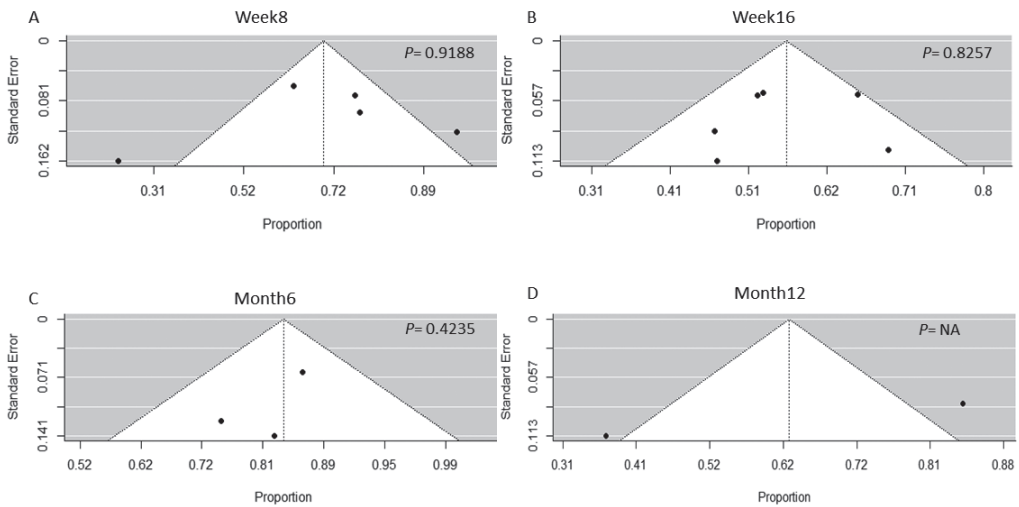 A
Week8
P= 0.9188
Standard Error
0
0.081
0.162
0.31 0.52 0.72 0.89
Proportion
B
Week16
P= 0.8257
Standard Error
0
0.057
0.113
0.31 0.41 0.51 0.62 0.71 0.8
Proportion
C
Month6
P= 0.4235
Standard Error
0
0.071
0.141
0.52 0.62 0.72 0.81 0.89 0.95 0.99
Proportion
D
Month12
P= NA
Standard Error
0
0.057
0.113
0.31 0.41 0.52 0.62 0.72 0.81 0.88
Proportion